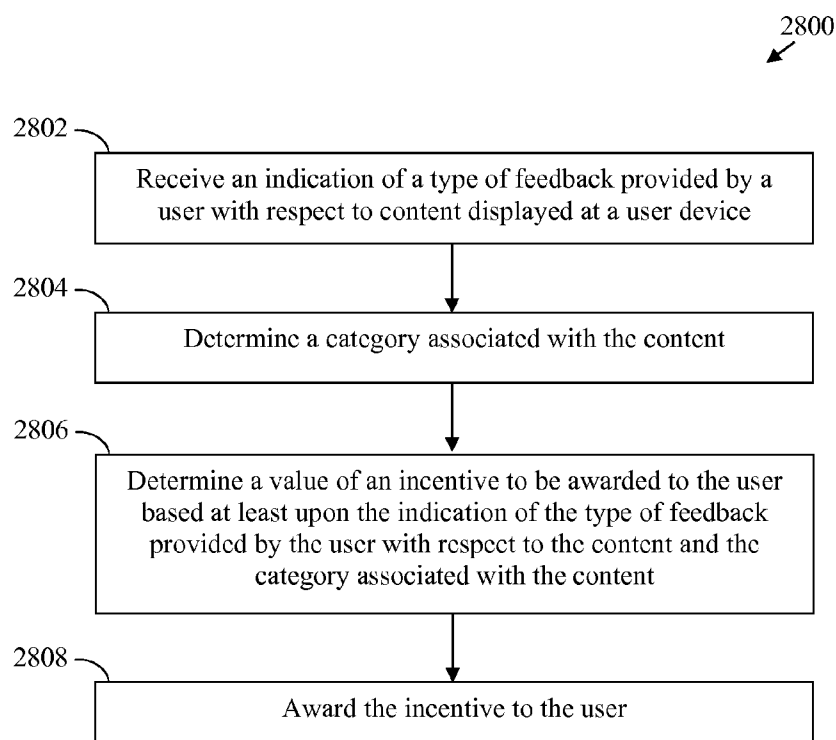 2800
2802
Receive an indication of a type of feedback provided by a
user with respect to content displayed at a user device
2804
Determine a category associated with the content
2806
Determine a value of an incentive to be awarded to the user
based at least upon the indication of the type of feedback
provided by the user with respect to the content and the
category associated with the content
2808
Award the incentive to the user